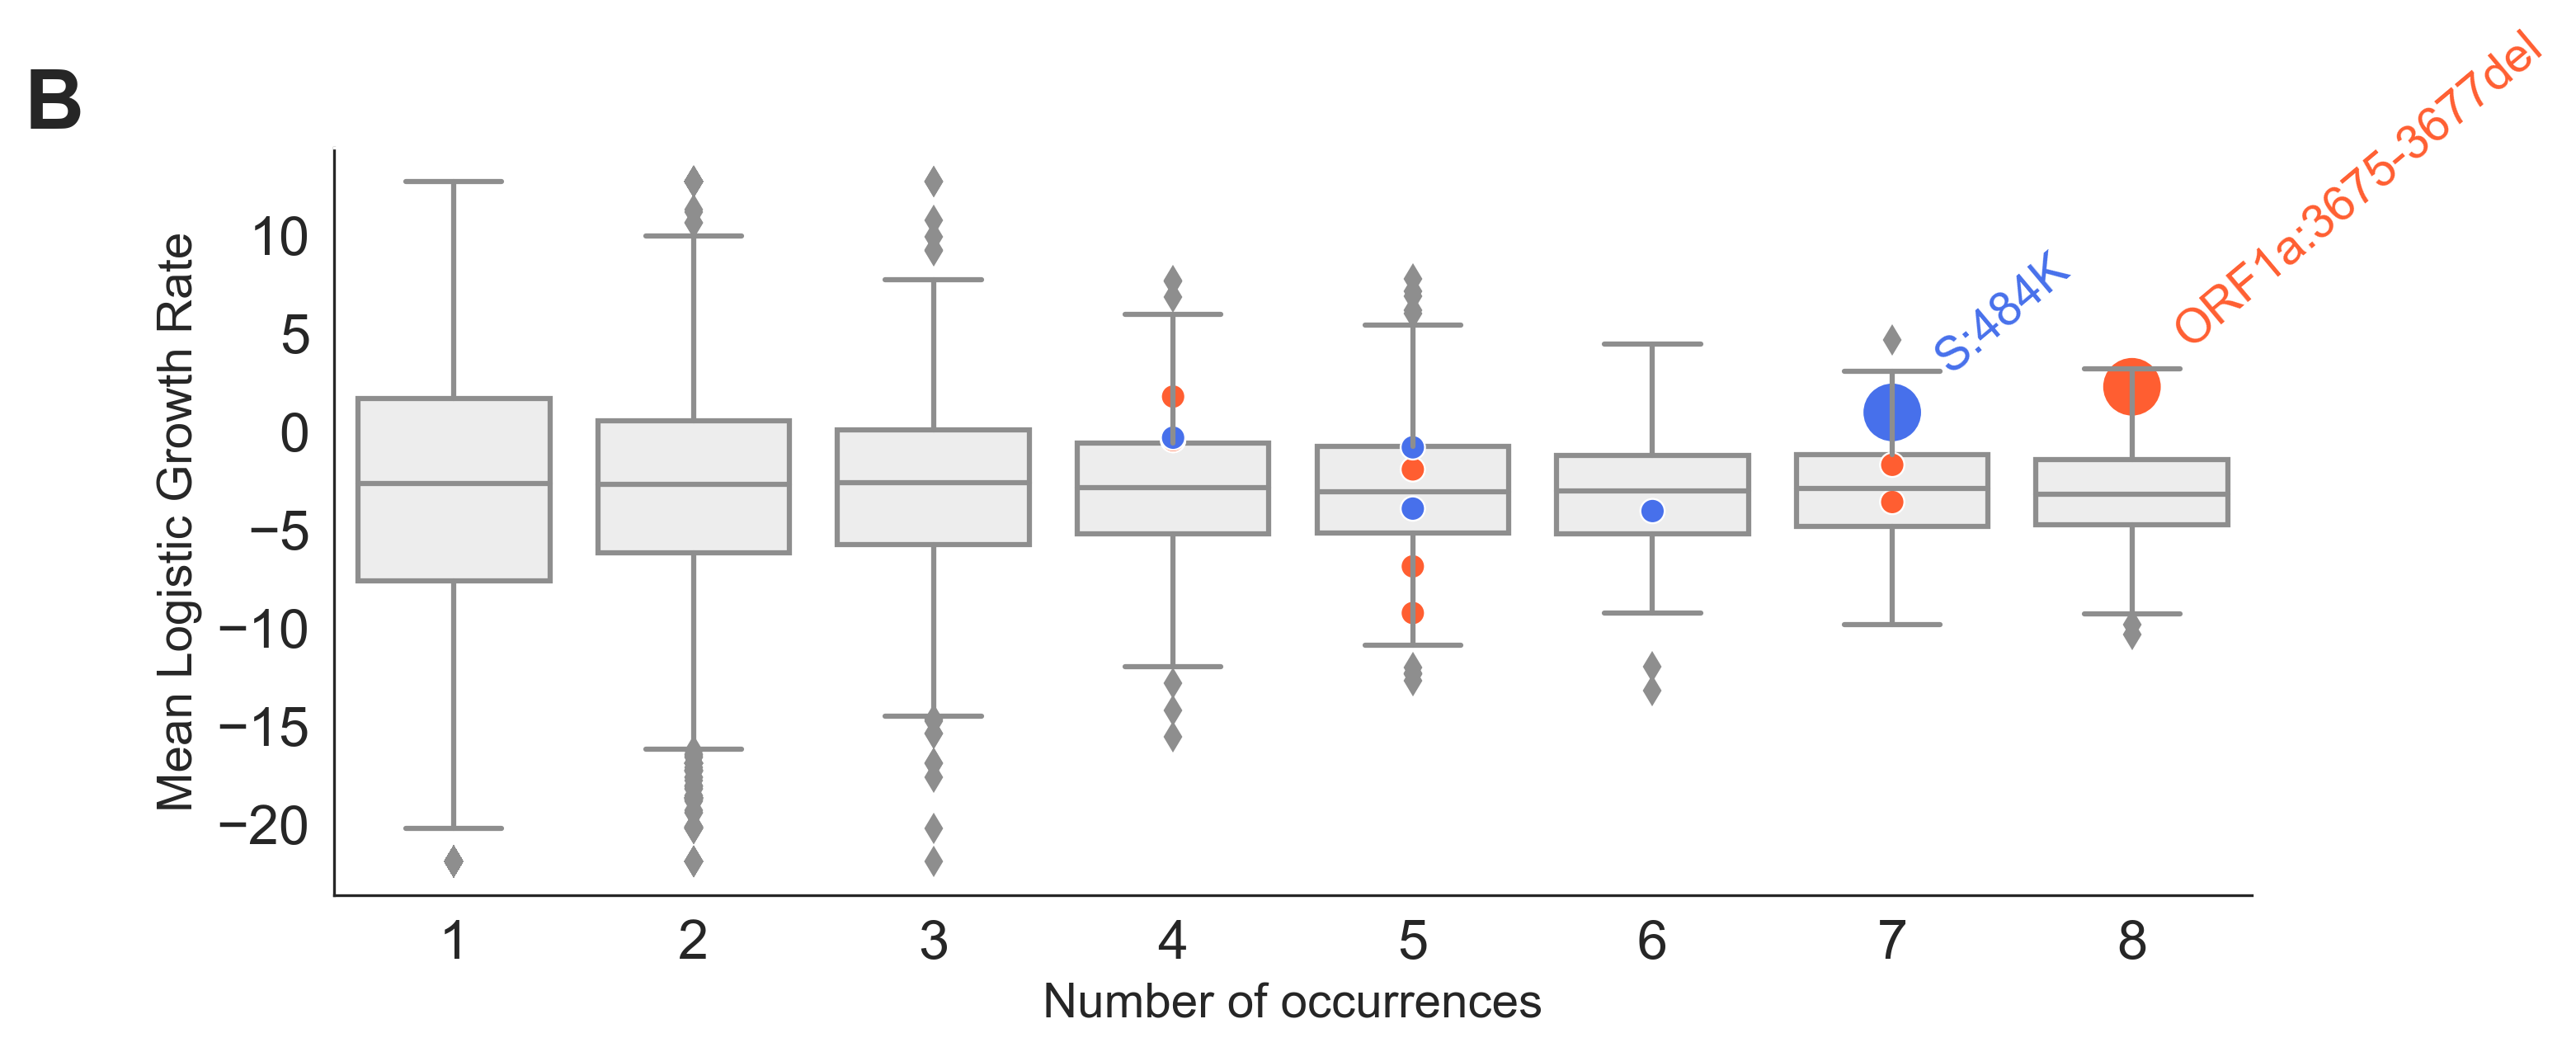 B
ORF1a:3675-3677del
S:484K
Mean Logistic Growth Rate
10
5
0
−5
−10
−15
−20
1 2 3 4 5 6 7 8
Number of occurrences